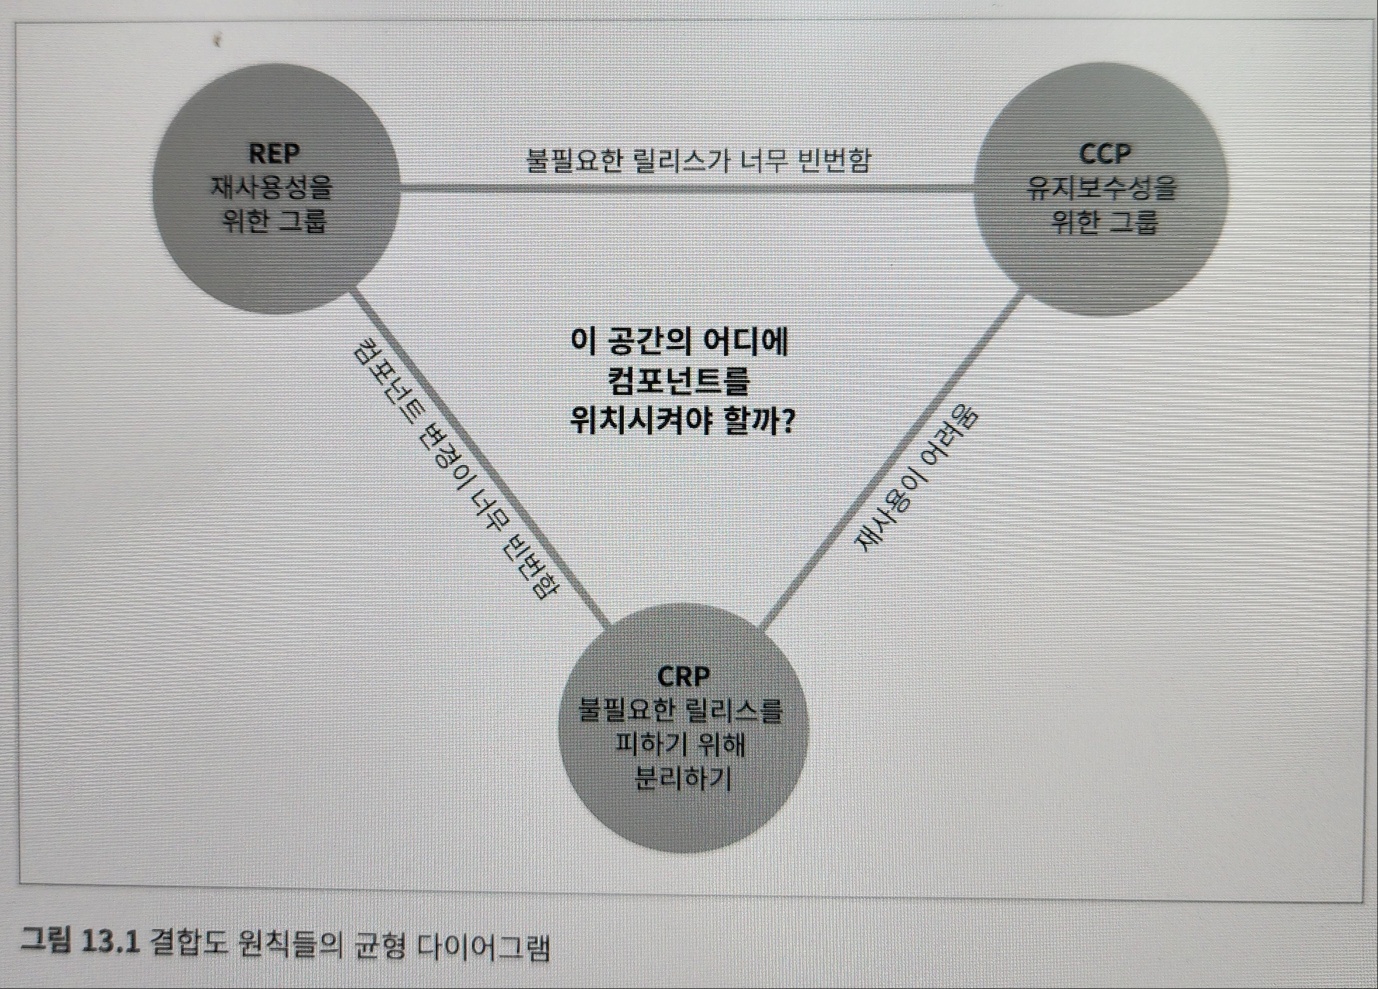 REP
재사용성을
위한 그룹
불필요한 릴리스가 너무 빈번함
CCP
유지보수성을
위한 그룹
이 공간의 어디에
컴포넌트를
위치시켜야 할까?
컴포넌트 변경이 너무 빈번함
재사용이 어려움
CRP
불필요한 릴리스를
피하기 위해
분리하기
그림 13.1 결합도 원칙들의 균형 다이어그램